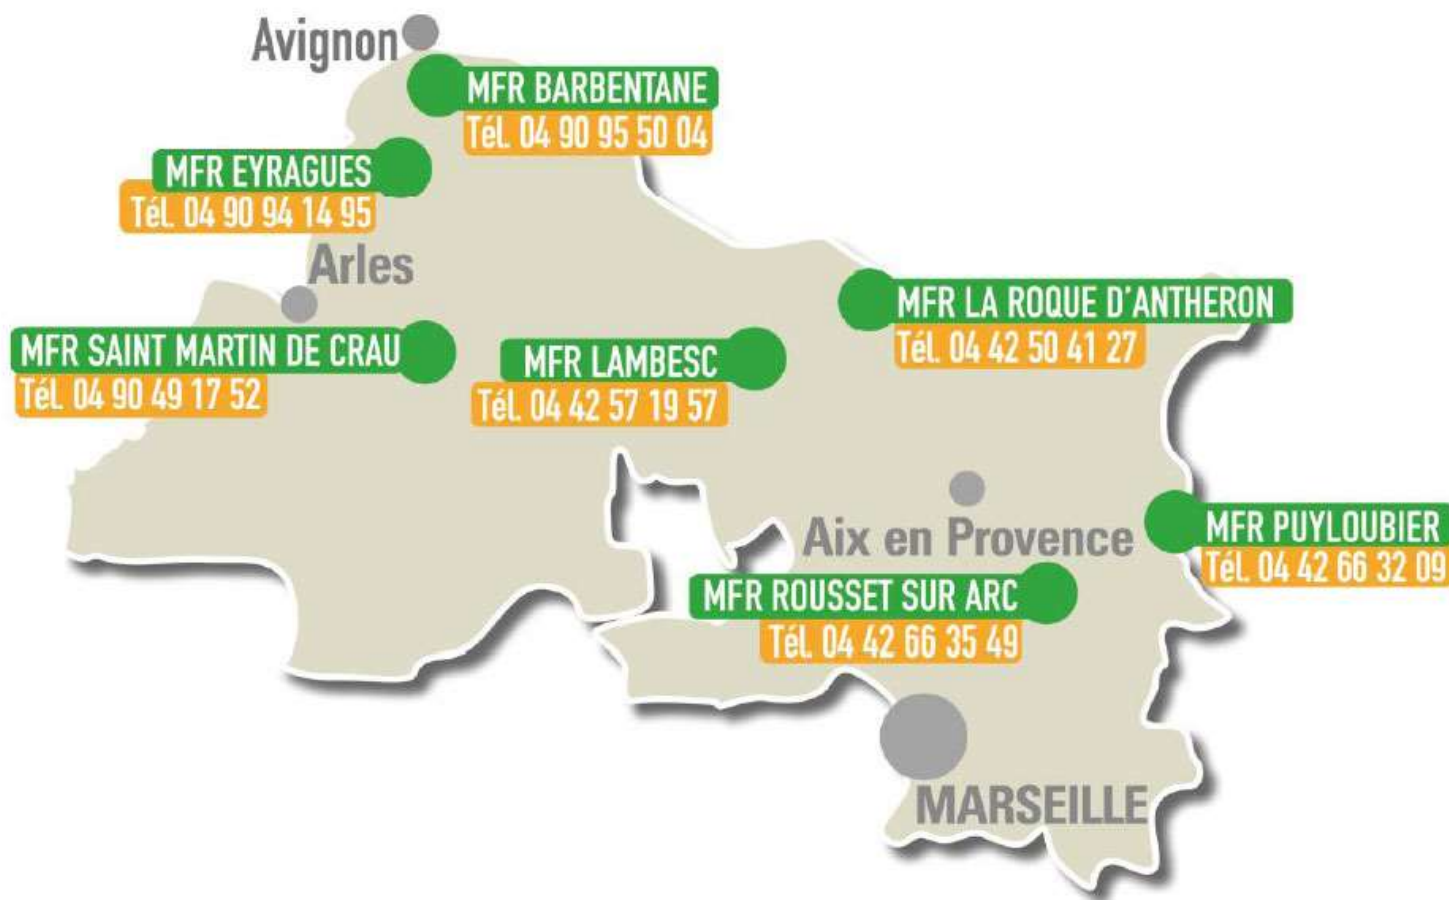 Avignon
MFR BARBENTANE
Tél. 04 90 95 50 04
MFR EYRAGUES
Tél. 04 90 94 14 95
Arles
MFR LA ROQUE D'ANTHERON
Tél. 04 42 50 41 27
MFR SAINT MARTIN DE CRAU
Tél. 04 90 49 17 52
MFR LAMBESC
Tél. 04 42 57 19 57
Aix en Provence
MFR PUYLOUBIER
Tél. 04 42 66 32 09
MFR ROUSSET SUR ARC
Tél. 04 42 66 35 49
MARSEILLE